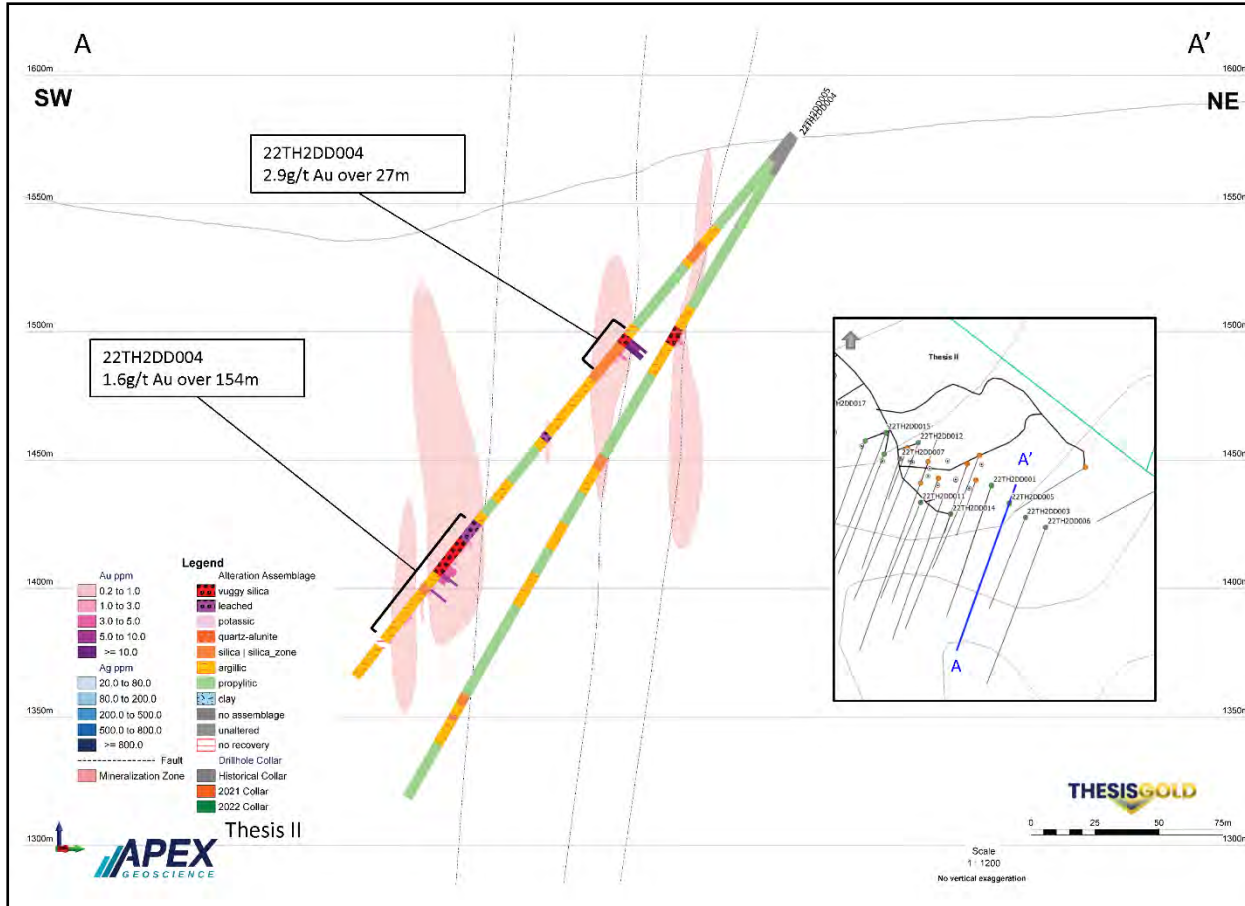 A
A'
1600m
1600m
SW
NE
22TH2DD005
22TH2DD004
22TH2DD004
2.9g/t Au over 27m
1550m
1550m
1500m
1500m
22TH2DD004
1.6g/t Au over 154m
Thesis II
TH2DD017
22TH2DD015
22TH2DD012
22TH2DD007
A'
22TH2DD001
22TH2DD005
22TH2DD011
22TH2DD014
22TH2DD003
22TH2DD006
A
1450m
1450m
1400m
1400m
Legend
Au ppm
0.2 to 1.0
1.0 to 3.0
3.0 to 5.0
5.0 to 10.0
>= 10.0
Ag ppm
20.0 to 80.0
80.0 to 200.0
200.0 to 500.0
500.0 to 800.0
>= 800.0
Fault
Mineralization Zone
Alteration Assemblage
vuggy silica
leached
potassic
quartz-alunite
silica | silica_zone
argillic
propylitic
clay
no assemblage
unaltered
no recovery
Drillhole Collar
Historical Collar
2021 Collar
2022 Collar
1350m
1350m
Thesis II
THESISGOLD
1300m
1300m
APEX
GEOSCIENCE
0 5 25 50 75m
Scale
1 : 1200
No vertical exaggeration